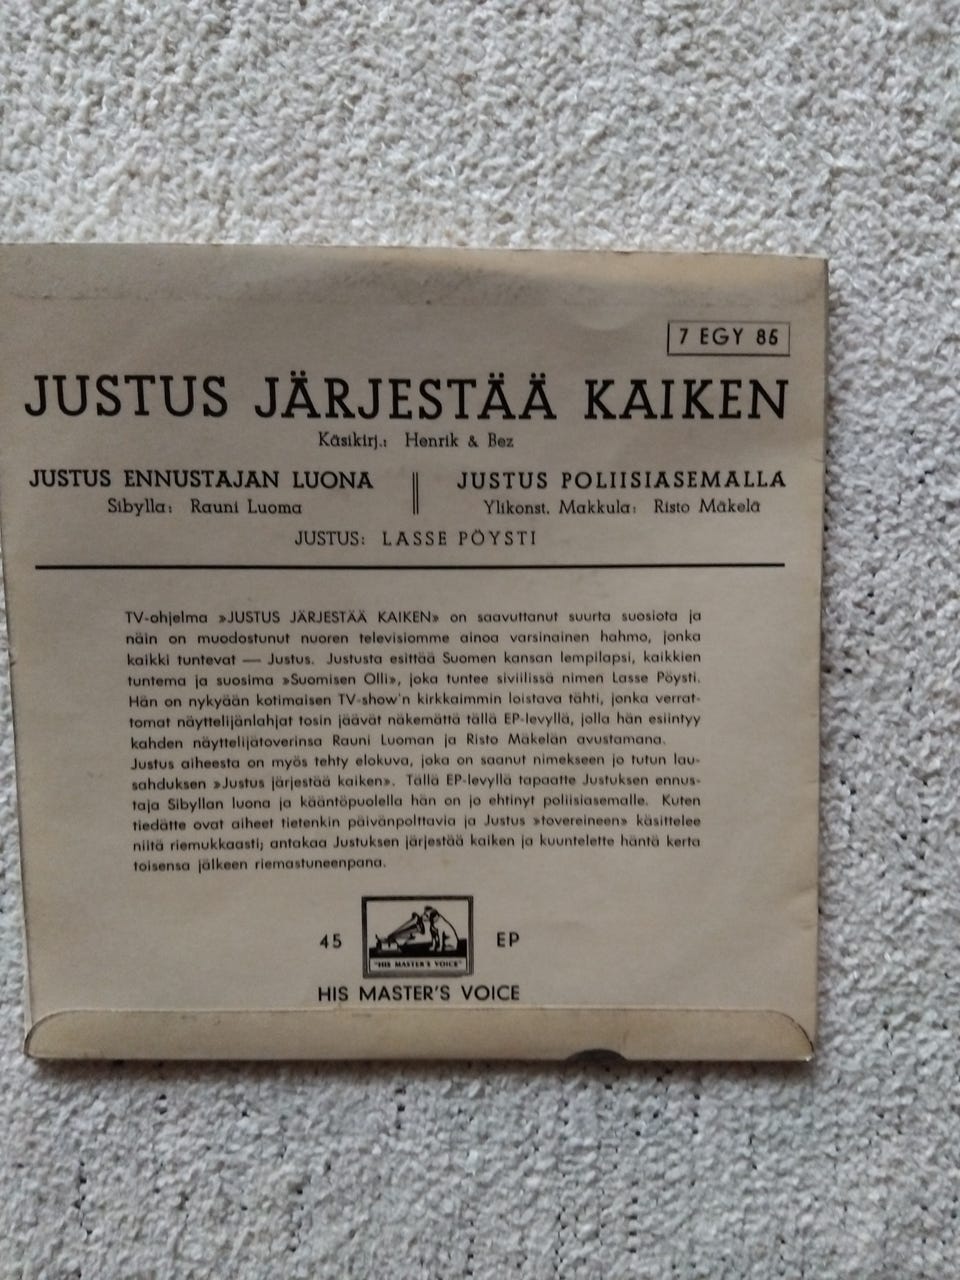 7 EGY 85
JUSTUS JÄRJESTÄÄ KAIKEN
Käsikirj.: Henrik & Bez
JUSTUS ENNUSTAJAN LUONA
Sibylla: Rauni Luoma
JUSTUS POLIISIASEMALLA
Ylikonst. Makkula: Risto Mäkelä
JUSTUS: LASSE PÖYSTI
TV-ohjelma »JUSTUS JÄRJESTÄÄ KAIKEN» on saavuttanut suurta suosiota ja
näin on muodostunut nuoren televisiomme ainoa varsinainen hahmo, jonka
kaikki tuntevat — Justus. Justusta esittää Suomen kansan lempilapsi, kaikkien
tuntema ja suosima »Suomisen Olli», joka tuntee siviilissä nimen Lasse Pöysti.
Hän on nykyään kotimaisen TV-show'n kirkkaimmin loistava tähti, jonka verrat-
tomat näyttelijänlahjat tosin jäävät näkemättä tällä EP-levyllä, jolla hän esiintyy
kahden näyttelijätoverinsa Rauni Luoman ja Risto Mäkelän avustamana.
Justus aiheesta on myös tehty elokuva, joka on saanut nimekseen jo tutun lau-
sahduksen »Justus järjestää kaiken». Tällä EP-levyllä tapaatte Justuksen ennus-
taja Sibyllan luona ja kääntöpuolella hän on jo ehtinyt poliisiasemalle. Kuten
tiedätte ovat aiheet tietenkin päivänpolttavia ja Justus »tovereineen» käsittelee
niitä riemukkaasti; antakaa Justuksen järjestää kaiken ja kuuntelette häntä kerta
toisensa jälkeen riemastuneenpana.
45 EP
"HIS MASTER'S VOICE"
HIS MASTER'S VOICE